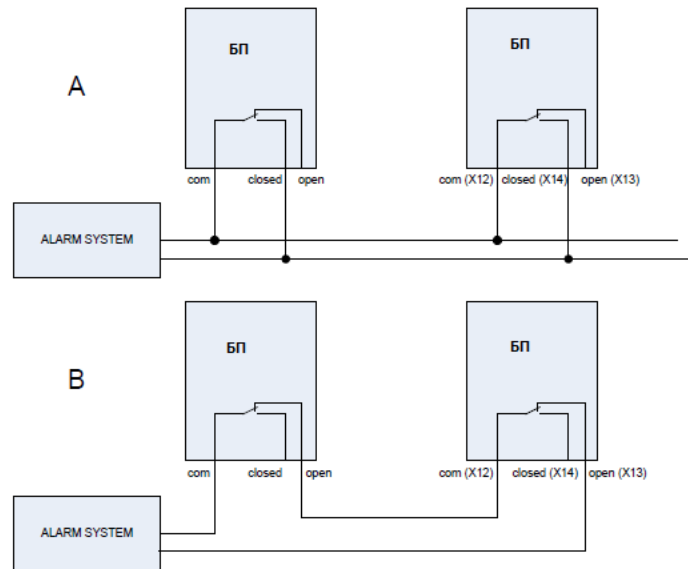 БП
БП
A
com
closed
open
com (X12)
closed (X14)
open (X13)
ALARM SYSTEM
БП
БП
B
com
closed
open
com (X12)
closed (X14)
open (X13)
ALARM SYSTEM